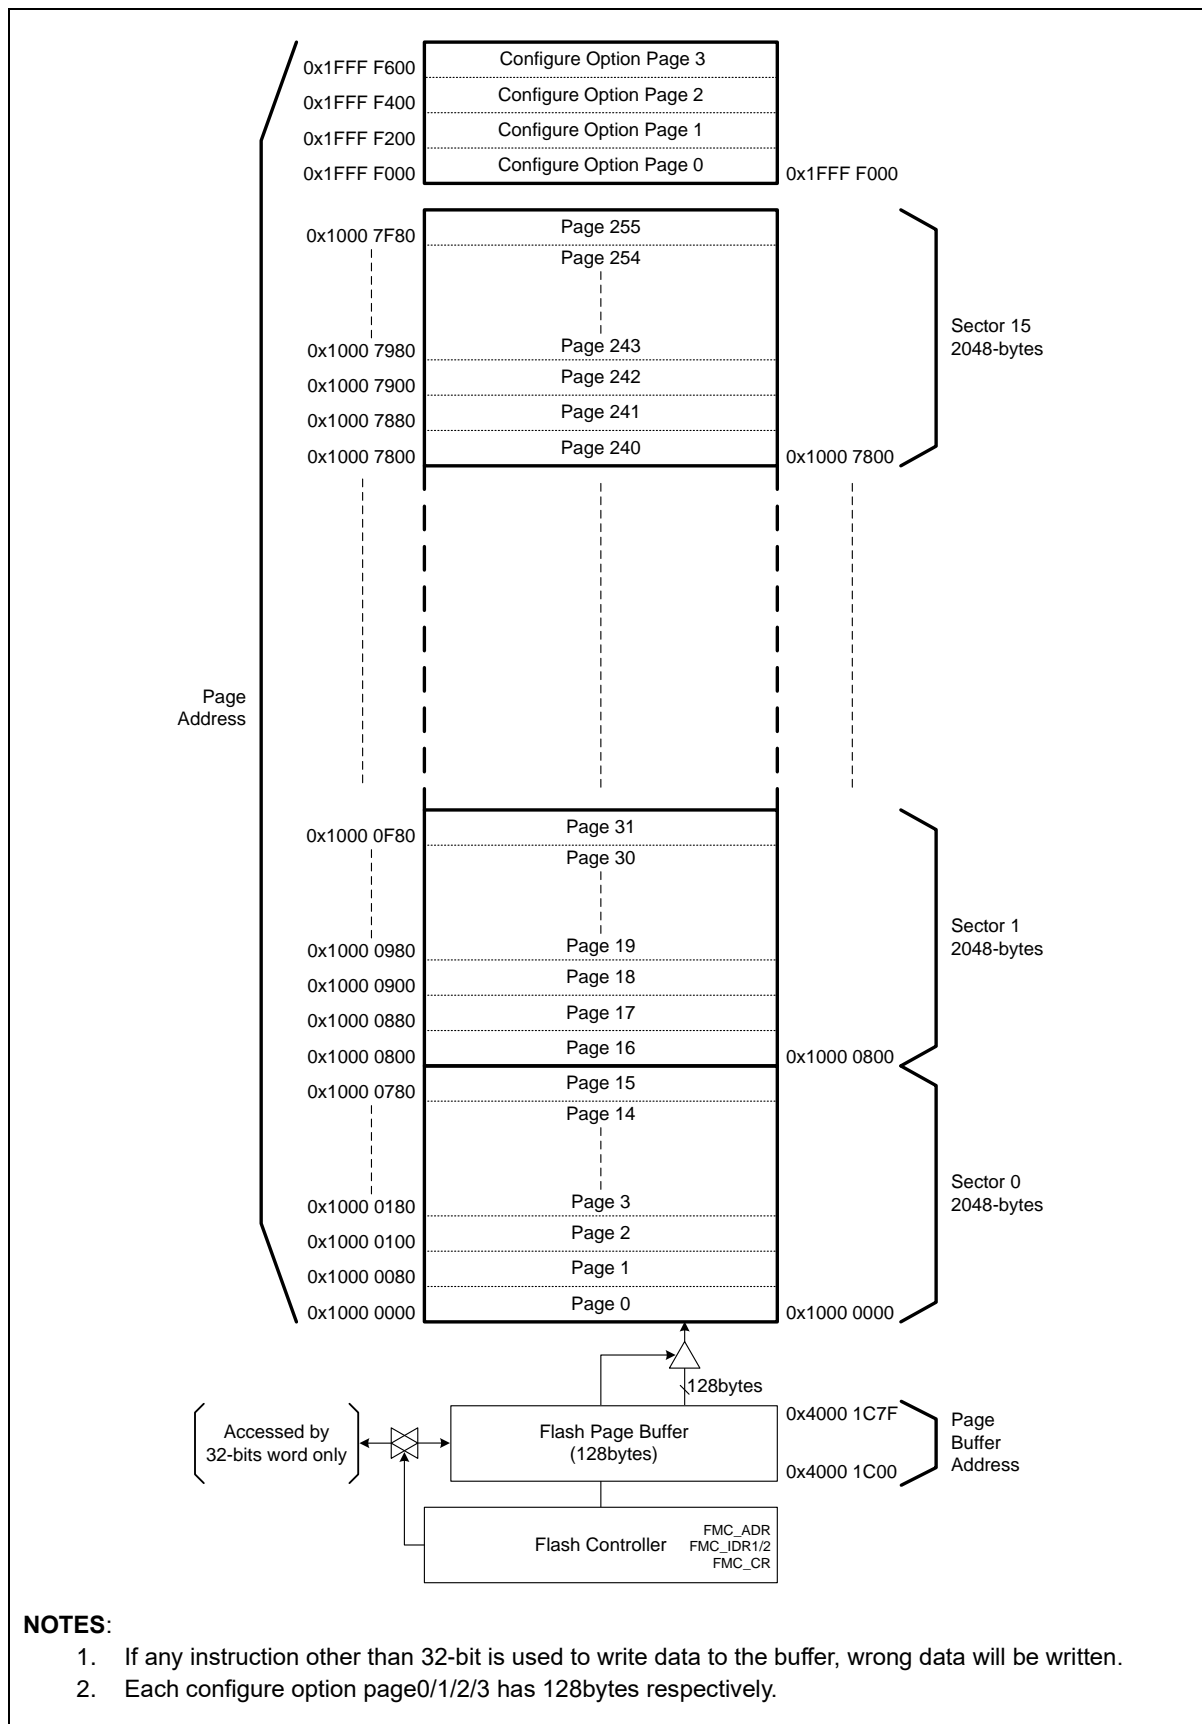 0x1FFF F600 Configure Option Page 3
0x1FFF F400 Configure Option Page 2
0x1FFF F200 Configure Option Page 1
0x1FFF F000 Configure Option Page 0 0x1FFF F000
0x1000 7F80 Page 255
Page 254
Sector 15
2048-bytes
0x1000 7980 Page 243
0x1000 7900 Page 242
0x1000 7880 Page 241
0x1000 7800 Page 240 0x1000 7800
Page
Address
0x1000 0F80 Page 31
Page 30
Sector 1
2048-bytes
0x1000 0980 Page 19
0x1000 0900 Page 18
0x1000 0880 Page 17
0x1000 0800 Page 16 0x1000 0800
0x1000 0780 Page 15
Page 14
Sector 0
2048-bytes
0x1000 0180 Page 3
0x1000 0100 Page 2
0x1000 0080 Page 1
0x1000 0000 Page 0 0x1000 0000
128bytes
Accessed by
32-bits word only
Flash Page Buffer
(128bytes)
0x4000 1C7F
0x4000 1C00
Page
Buffer
Address
Flash Controller
FMC_ADR
FMC_IDR1/2
FMC_CR
NOTES:
1. If any instruction other than 32-bit is used to write data to the buffer, wrong data will be written.
2. Each configure option page0/1/2/3 has 128bytes respectively.